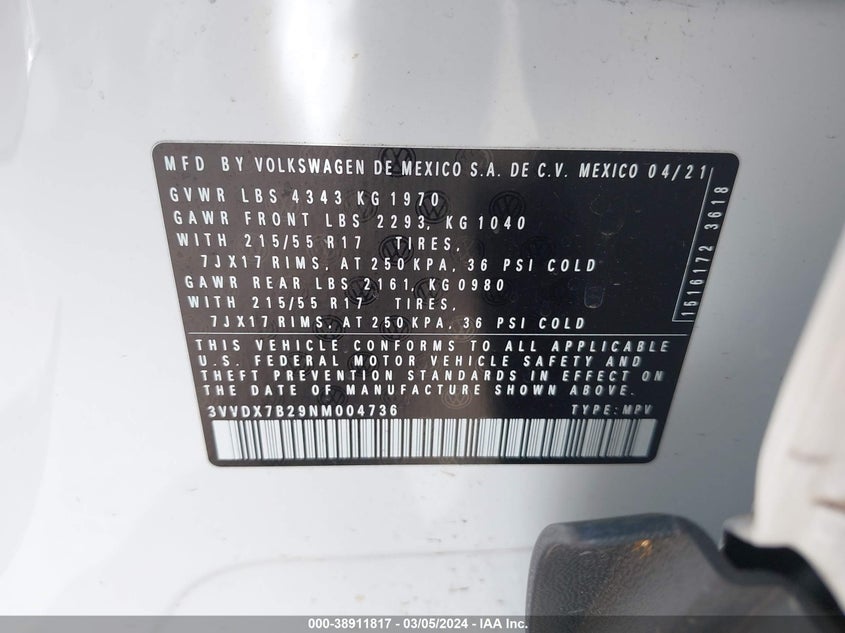 MFD BY VOLKSWAGEN DE MEXICO S.A. DE C.V. MEXICO 04/21
GVWR LBS 4343 KG 1970
GAWR FRONT LBS 2293, KG 1040
WITH 215/55 R17 TIRES,
7JX17 RIMS, AT 250 KPA, 36 PSI COLD
GAWR REAR LBS 2161, KG 0980
WITH 215/55 R17 TIRES,
7JX17 RIMS, AT 250 KPA, 36 PSI COLD
1616172 3618
THIS VEHICLE CONFORMS TO ALL APPLICABLE
U.S. FEDERAL MOTOR VEHICLE SAFETY AND
THEFT PREVENTION STANDARDS IN EFFECT ON
THE DATE OF MANUFACTURE SHOWN ABOVE.
3VVDX7B29NM004736 TYPE: MPV
000-38911817 | 03/05/2024 — IAA Inc.